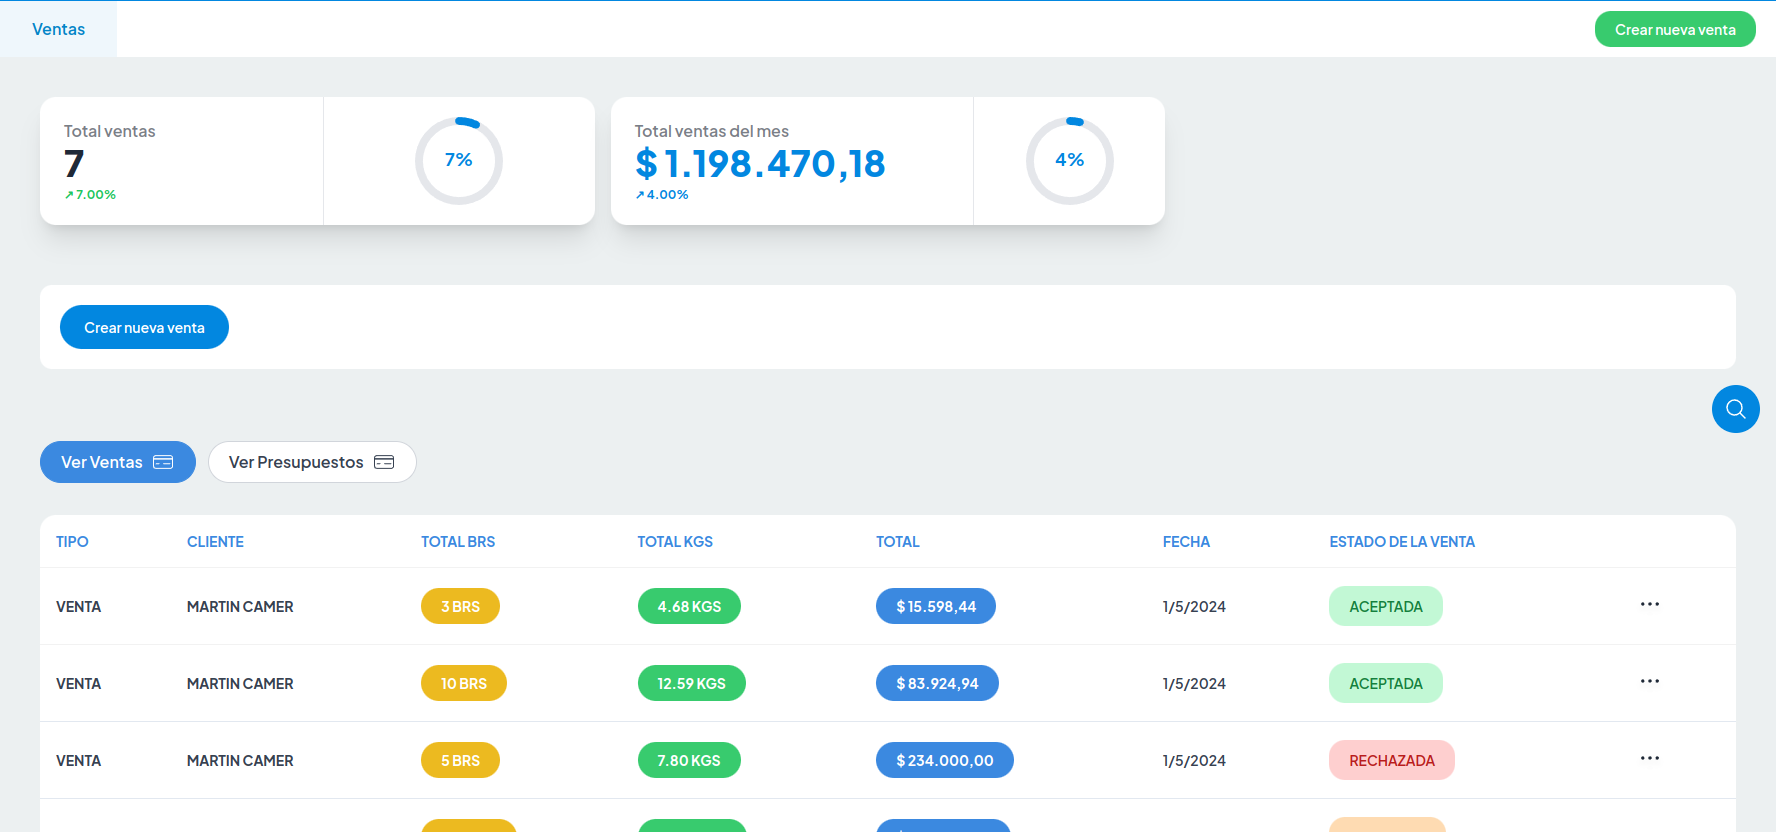 Ventas
Crear nueva venta
Total ventas
7
↗ 7.00%
7%
Total ventas del mes
$ 1.198.470,18
↗ 4.00%
4%
Crear nueva venta
Ver Ventas
Ver Presupuestos
TIPO CLIENTE TOTAL BRS TOTAL KGS TOTAL FECHA ESTADO DE LA VENTA
VENTA MARTIN CAMER 3 BRS 4.68 KGS $ 15.598,44 1/5/2024 ACEPTADA ...
VENTA MARTIN CAMER 10 BRS 12.59 KGS $ 83.924,94 1/5/2024 ACEPTADA ...
VENTA MARTIN CAMER 5 BRS 7.80 KGS $ 234.000,00 1/5/2024 RECHAZADA ...